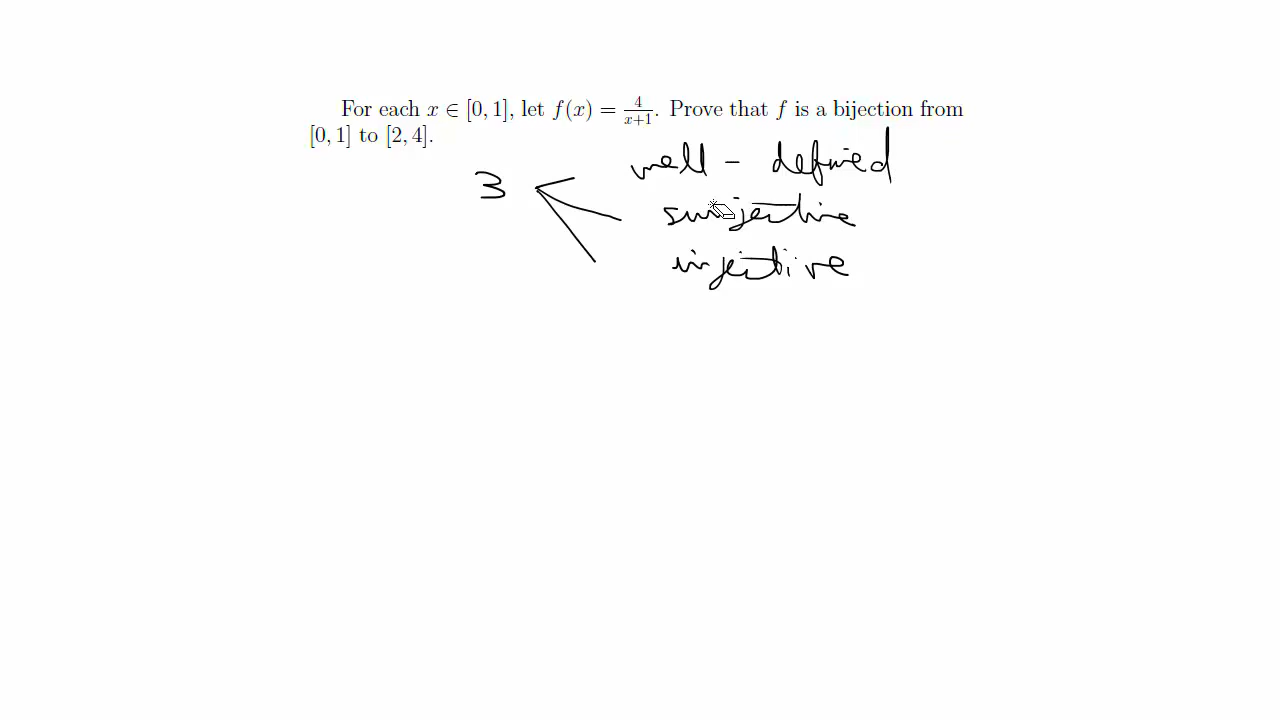 For each x ∈ [0, 1], let f(x) = 4/(x+1). Prove that f is a bijection from
[0, 1] to [2, 4].
well - defined
3
surjective
injective